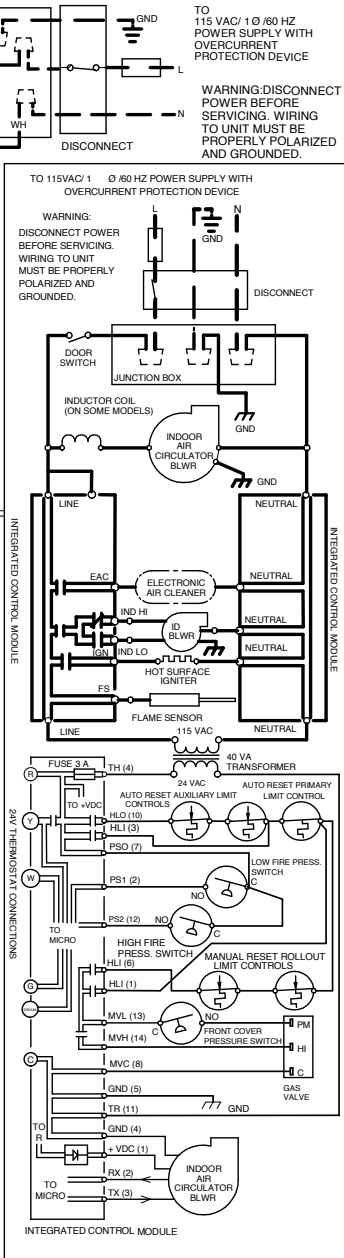 GND
TO
115 VAC/ 1 Ø /60 HZ
POWER SUPPLY WITH
OVERCURRENT
PROTECTION DEVICE
L
WARNING:DISCONNECT
POWER BEFORE
SERVICING. WIRING
TO UNIT MUST BE
PROPERLY POLARIZED
AND GROUNDED.
N
WH
DISCONNECT
TO 115VAC/ 1 Ø /60 HZ POWER SUPPLY WITH
OVERCURRENT PROTECTION DEVICE
WARNING:
DISCONNECT POWER
BEFORE SERVICING.
WIRING TO UNIT
MUST BE PROPERLY
POLARIZED AND
GROUNDED.
L
N
GND
DISCONNECT
DOOR
SWITCH
JUNCTION BOX
GND
INDUCTOR COIL
(ON SOME MODELS)
INDOOR
AIR
CIRCULATOR
BLWR
GND
LINE
NEUTRAL
INTEGRATED CONTROL MODULE
INTEGRATED CONTROL MODULE
EAC
ELECTRONIC
AIR CLEANER
NEUTRAL
IND HI
ID
BLWR
NEUTRAL
IGN
IND LO
NEUTRAL
HOT SURFACE
IGNITER
FS
FLAME SENSOR
LINE
115 VAC
NEUTRAL
40 VA
TRANSFORMER
24 VAC
R
FUSE 3 A
TH (4)
TO +VDC
AUTO RESET AUXILIARY LIMIT
CONTROLS
AUTO RESET PRIMARY
LIMIT CONTROL
24V THERMOSTAT CONNECTIONS
Y
HLO (10)
HLI (3)
PSO (7)
LOW FIRE PRESS.
SWITCH
W
PS1 (2)
NO
C
PS2 (12)
NO
C
TO
MICRO
HIGH FIRE
PRESS. SWITCH
HLI (6)
MANUAL RESET ROLLOUT
LIMIT CONTROLS
HLI (1)
G
MVL (13)
NO
C
FRONT COVER
PRESSURE SWITCH
PM
MVH (14)
HI
C
MVC (8)
C
GAS
VALVE
GND (5)
GND
TR (11)
TO
R
GND (4)
+ VDC (1)
TO
MICRO
RX (2)
TX (3)
INDOOR
AIR
CIRCULATOR
BLWR
INTEGRATED CONTROL MODULE